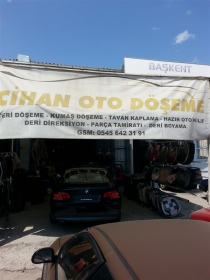 BAŞKENT
CİHAN OTO DÖŞEME
DERİ DÖŞEME - KUMAŞ DÖŞEME - TAVAN KAPLAMA - HAZIR OTO KILIF
DERİ DİREKSİYON - PARÇA TAMİRATI - DERİ BOYAMA
GSM: 0545 642 31 91